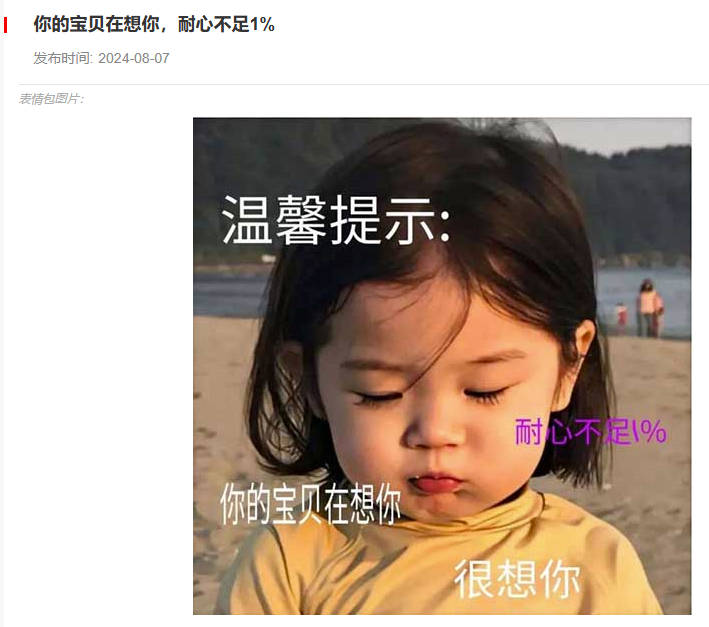 你的宝贝在想你，耐心不足1%
发布时间: 2024-08-07
表情包图片:
温馨提示:
耐心不足1%
你的宝贝在想你
很想你